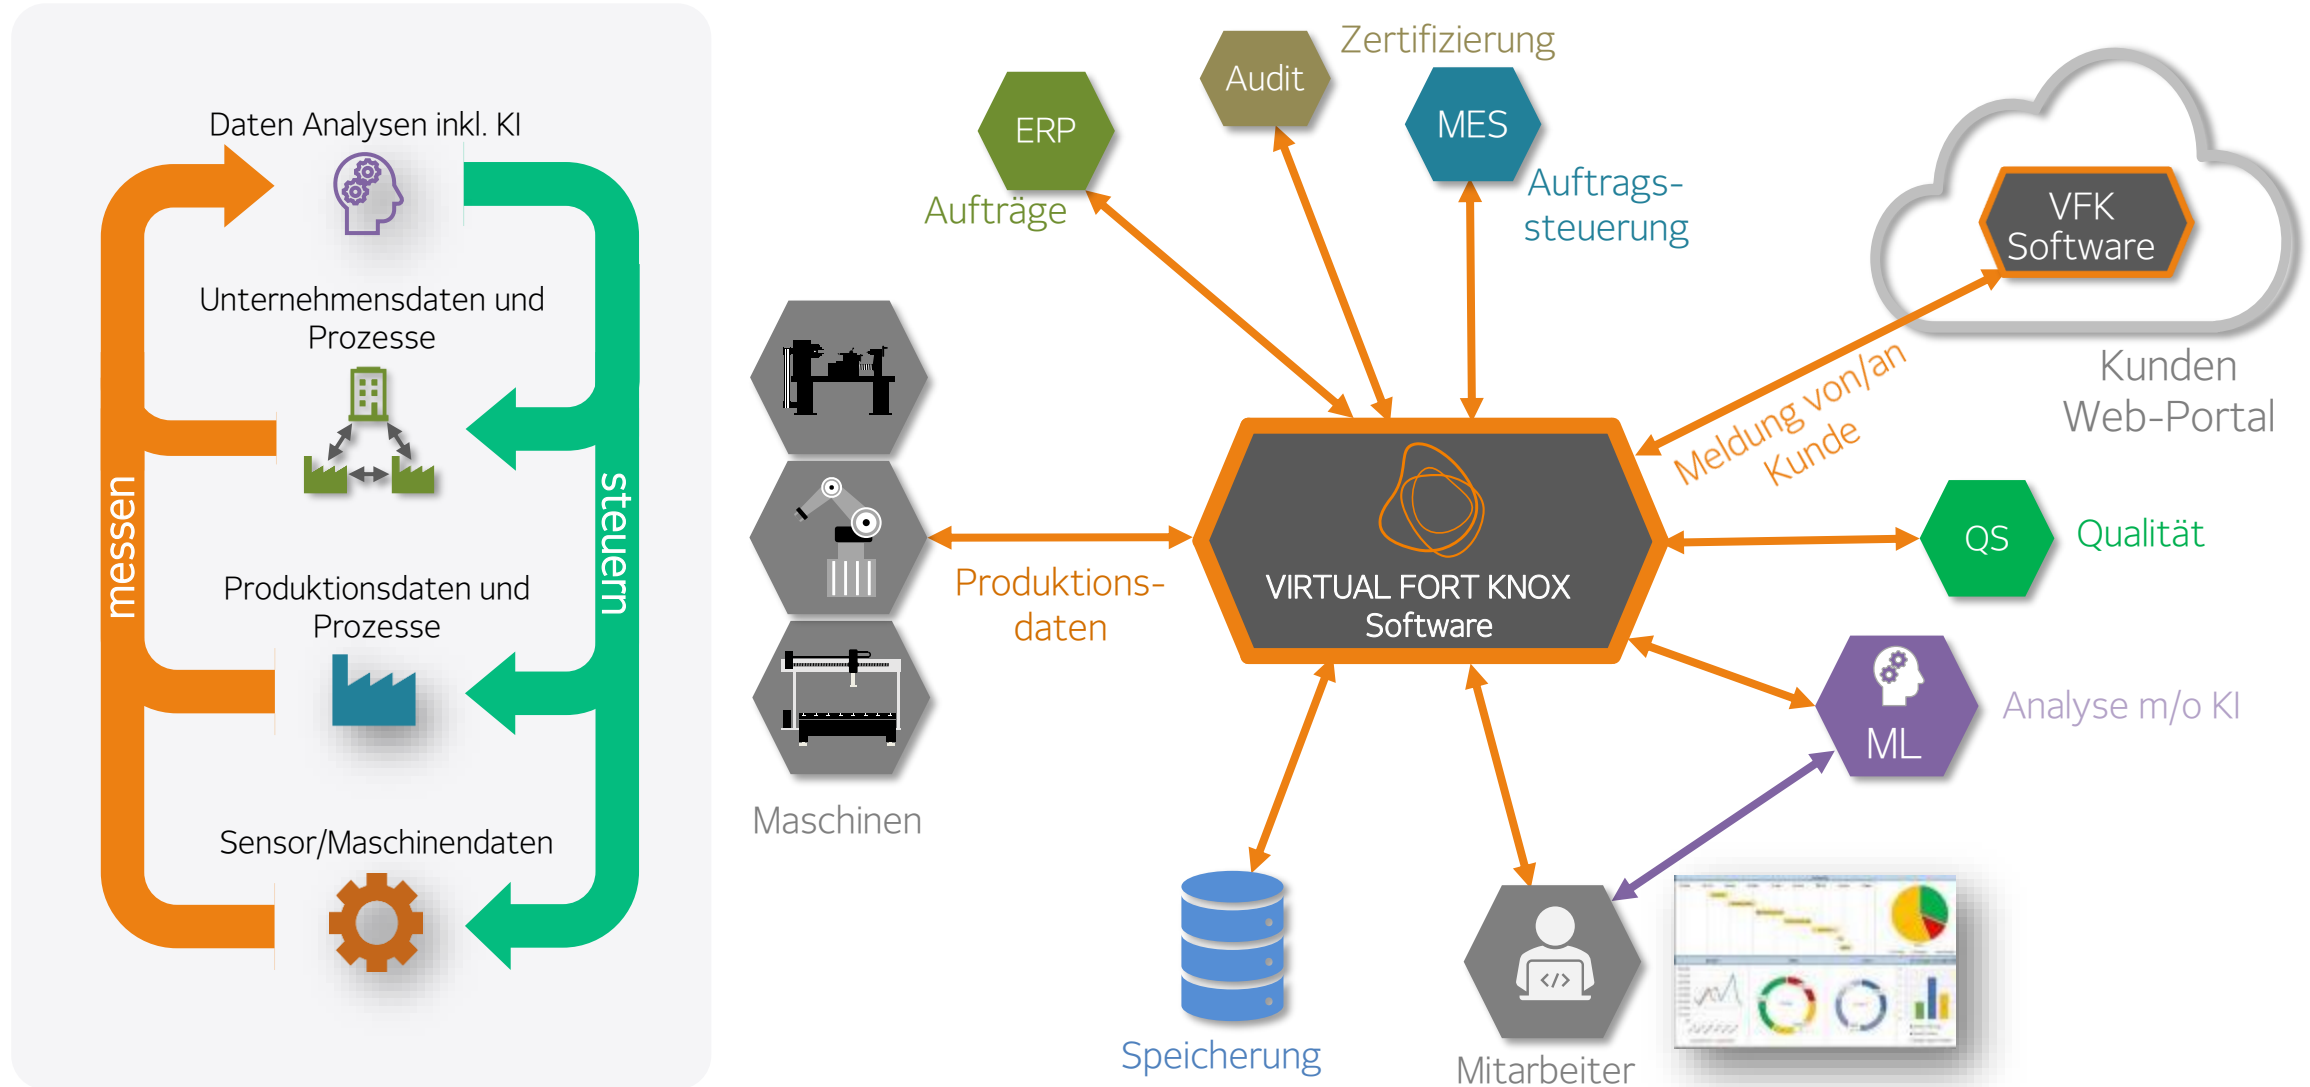 Daten Analysen inkl. KI
Unternehmensdaten und
Prozesse
messen
steuern
Produktionsdaten und
Prozesse
Sensor/Maschinendaten
ERP
Aufträge
Audit
Zertifizierung
MES
Auftrags-
steuerung
VFK
Software
Kunden
Web-Portal
Meldung von/an
Kunde
Maschinen
Produktions-
daten
VIRTUAL FORT KNOX
Software
QS
Qualität
ML
Analyse m/o KI
Speicherung
</>
Mitarbeiter